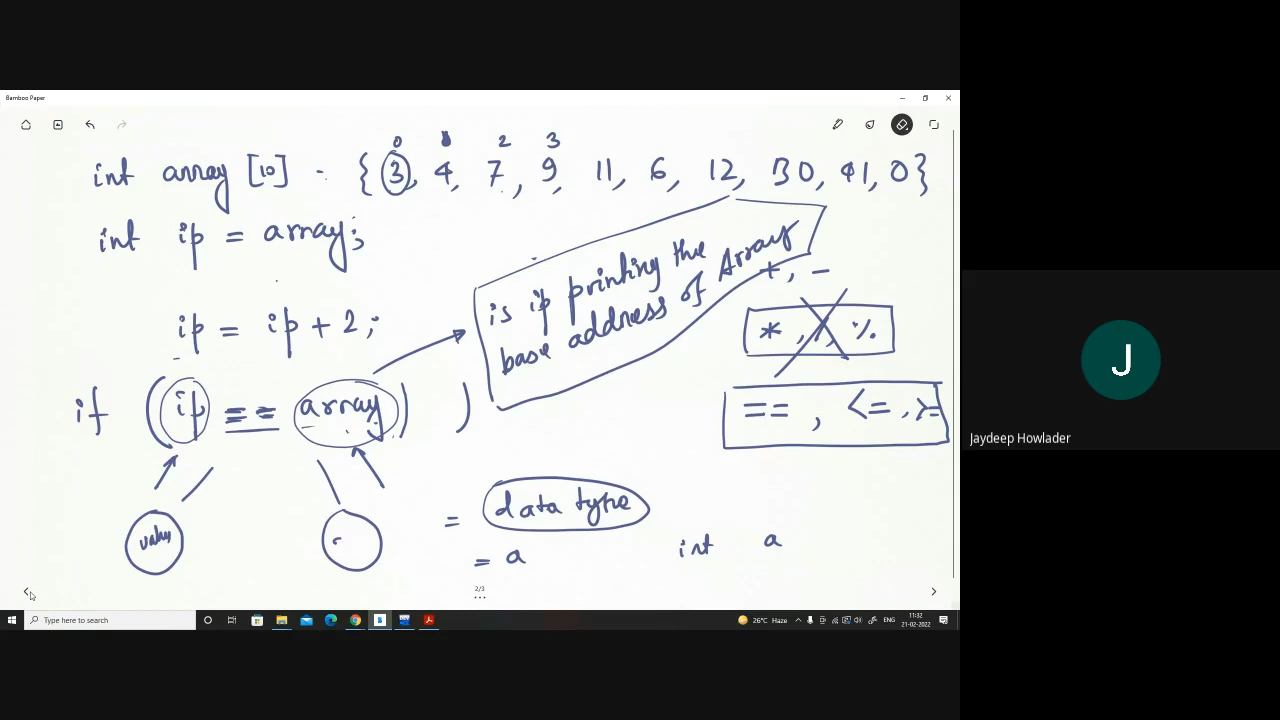 Bamboo Paper
0 2 3
int array [10] - { 3, 4, 7, 9, 11, 6, 12, 30, 41, 0 }
int ip = array;
is ip printing the
base address of Array
+, -
ip = ip + 2;
* , / , %
if ( ip == array ) )
== , <= , >=
data type
=
value
= a int a
Jaydeep Howlader
J
2/3
Type here to search
26°C Haze
ENG
11:32
21-02-2022